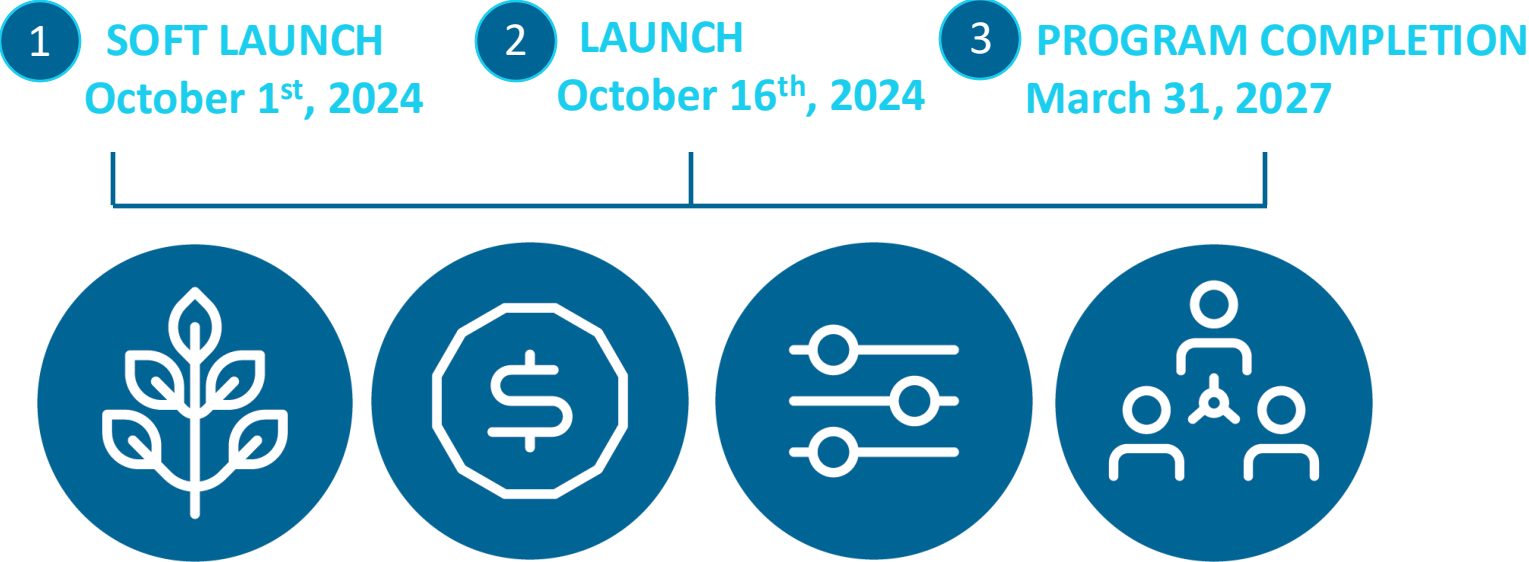 1 SOFT LAUNCH
October 1st, 2024
2 LAUNCH
October 16th, 2024
3 PROGRAM COMPLETION
March 31, 2027
$